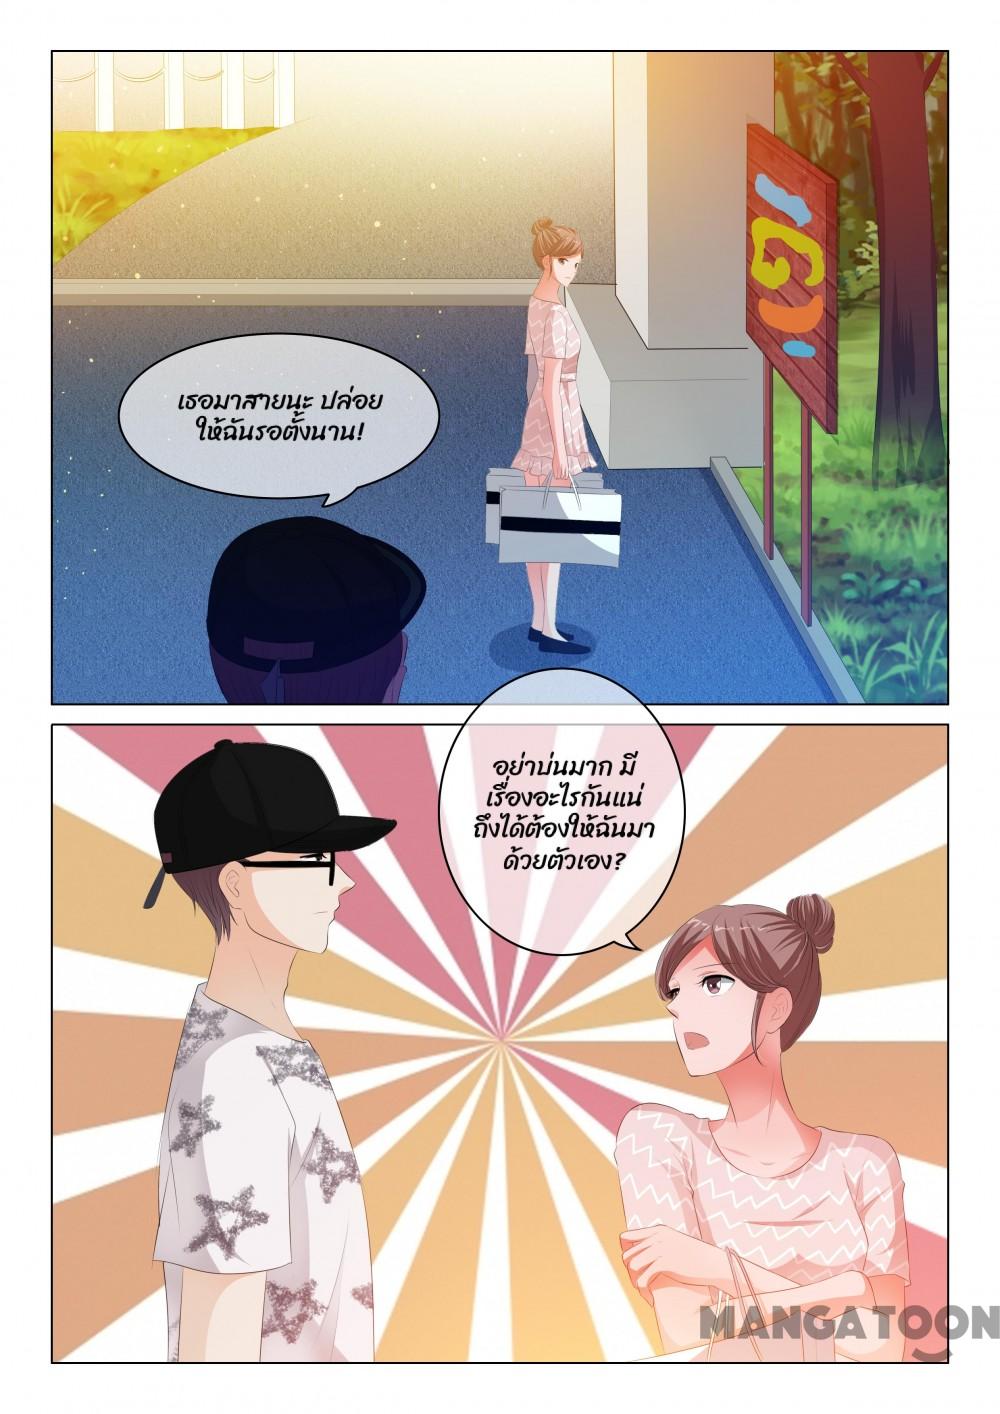 เธอมาสายนะ ปล่อย
ให้ฉันรอตั้งนาน!
อย่าบ่นมาก มี
เรื่องอะไรกันแน่
ถึงได้ต้องให้ฉันมา
ด้วยตัวเอง?
MANGATOON